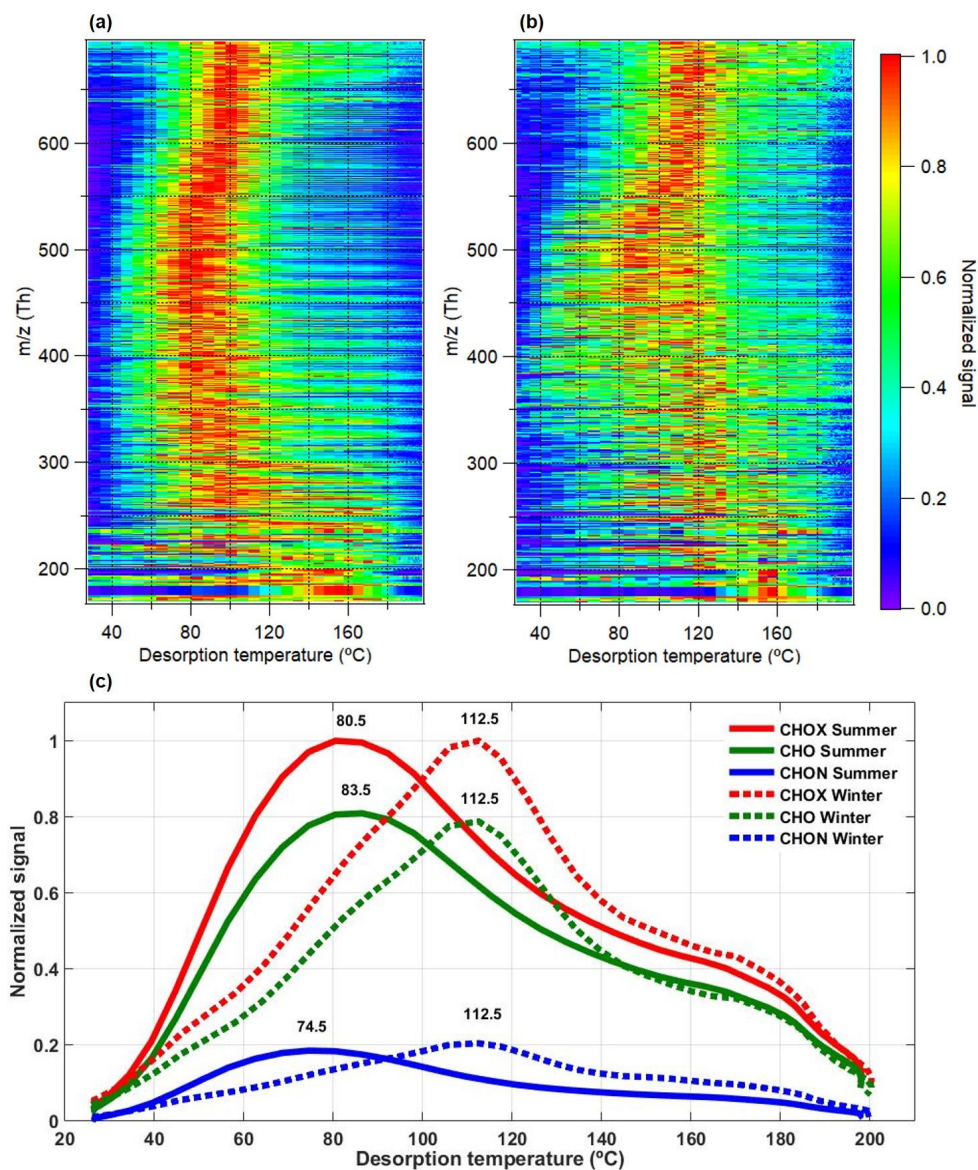 (a)
(b)
600
500
400
300
200
m/z (Th)
40
80
120
160
Desorption temperature (ºC)
600
500
400
300
200
m/z (Th)
40
80
120
160
Desorption temperature (ºC)
1.0
0.8
0.6
0.4
0.2
0.0
Normalized signal
(c)
80.5
112.5
83.5
112.5
74.5
112.5
CHOX Summer
CHO Summer
CHON Summer
CHOX Winter
CHO Winter
CHON Winter
1
0.8
0.6
0.4
0.2
0
Normalized signal
20
40
60
80
100
120
140
160
180
200
Desorption temperature (ºC)